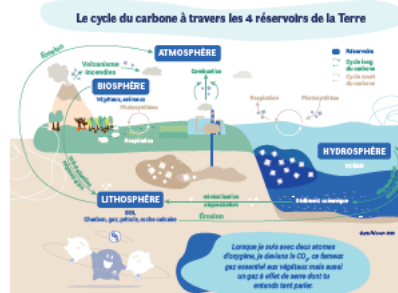 Le cycle du carbone à travers les 4 réservoirs de la Terre
ATMOSPHÈRE
Réservoirs
Cycle long
du carbone
Cycle court
du carbone
Éruption
Volcanisme
Incendies
Combustion
BIOSPHÈRE
Végétaux, animaux
Photosynthèse
Respiration
Photosynthèse
Respiration
HYDROSPHÈRE
OCÉAN
LITHOSPHÈRE
SOL
Charbon, gaz, pétrole, roche calcaire
Sédiment océanique
Érosion
Lorsque je suis avec deux atomes
d'oxygène, je deviens le CO₂, ce fameux
gaz essentiel aux végétaux mais aussi
un gaz à effet de serre dont tu
entends tant parler.